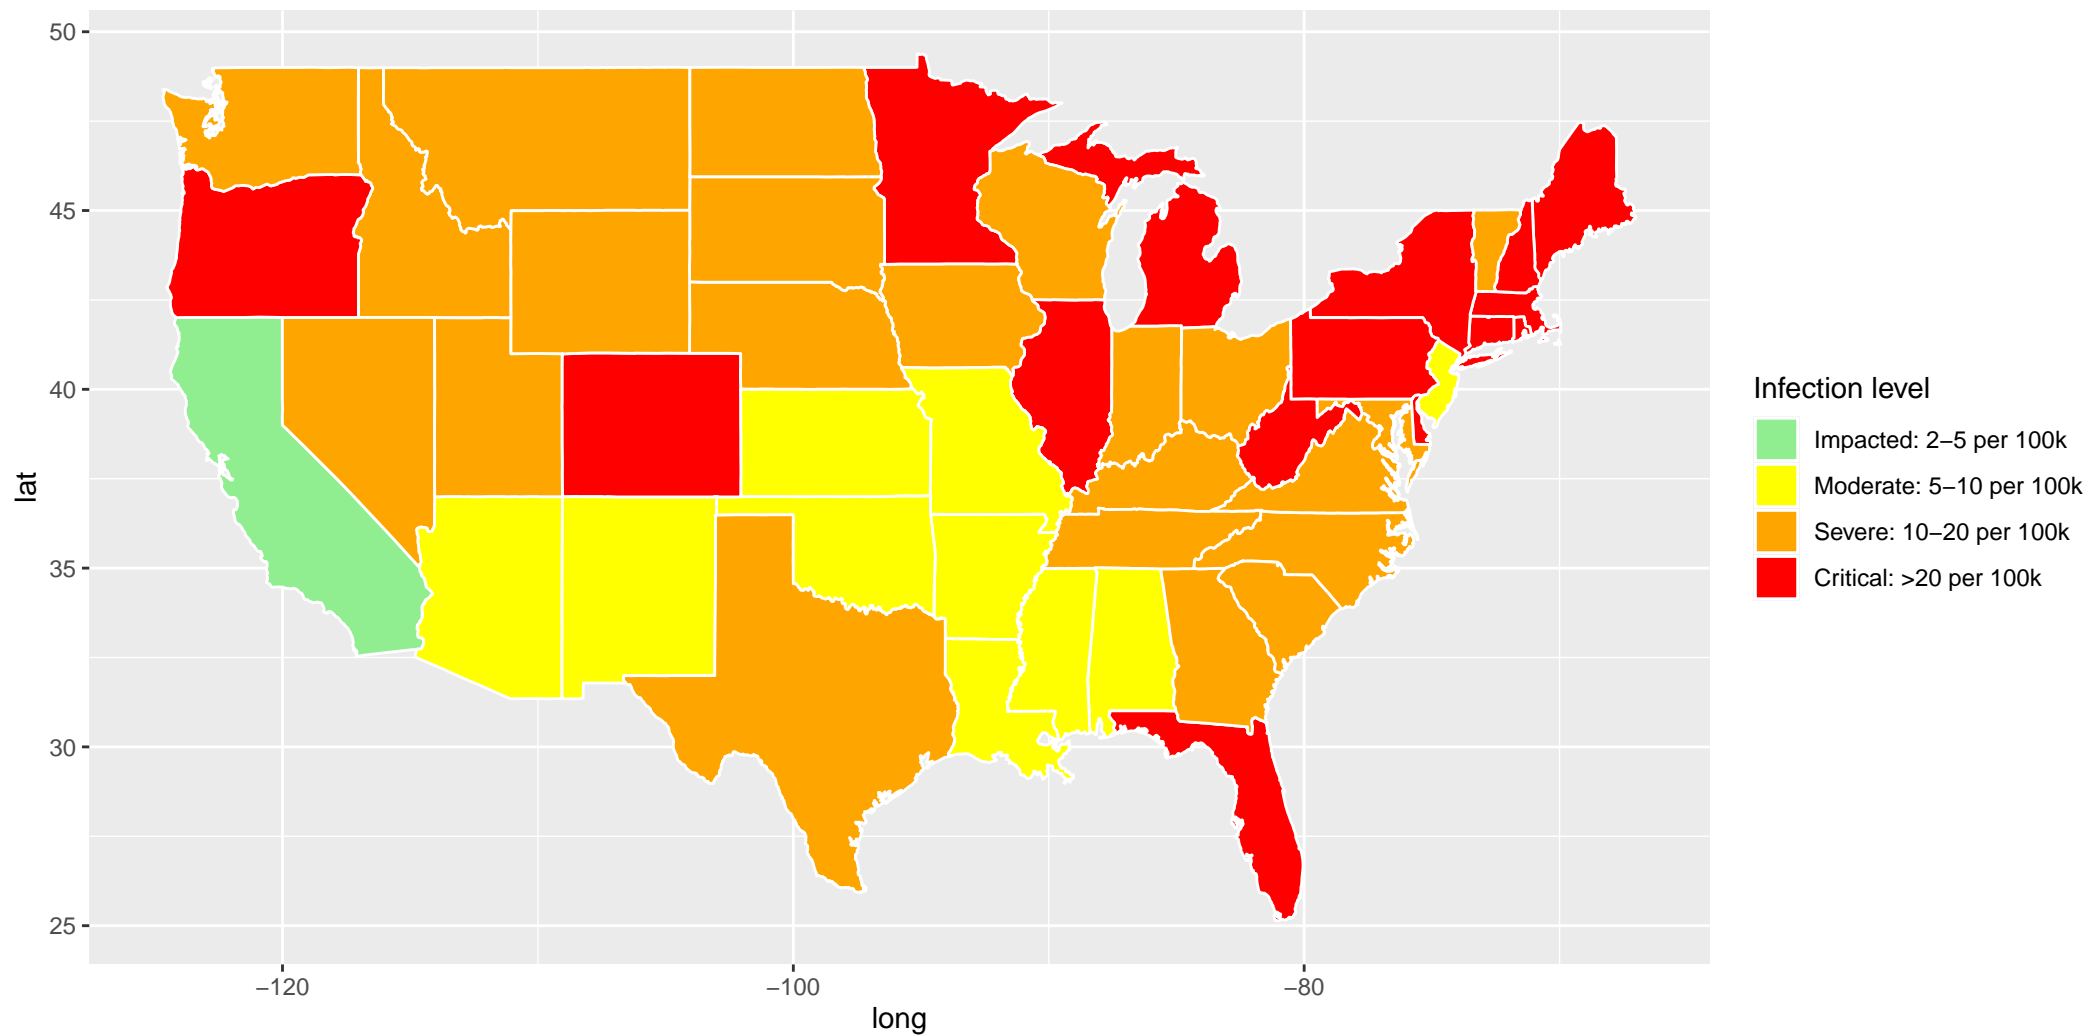 50
45
40
35
30
25
lat
−120
−100
−80
long
Infection level
Impacted: 2−5 per 100k
Moderate: 5−10 per 100k
Severe: 10−20 per 100k
Critical: >20 per 100k